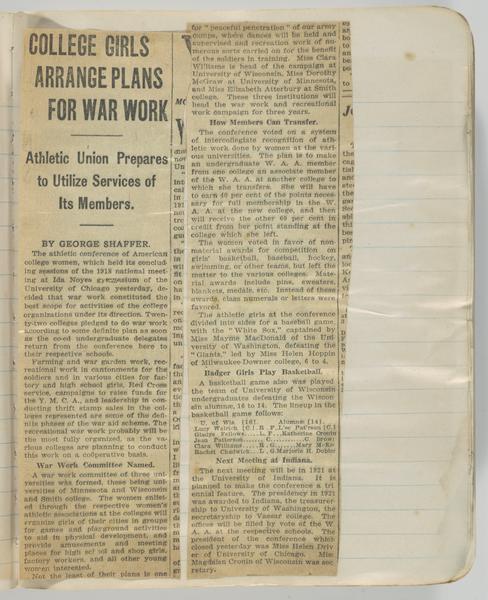 COLLEGE GIRLS
ARRANGE PLANS
FOR WAR WORK
Athletic Union Prepares
to Utilize Services of
Its Members.
BY GEORGE SHAFFER.
The athletic conference of American
college women, which held its conclud-
ing sessions of the 1918 national meet-
ing at Ida Noyes gymnasium of the
University of Chicago yesterday, de-
cided that war work constituted the
best scope for activities of the college
organizations under its direction. Twen-
ty-two colleges pledged to do war work
according to some definite plan as soon
as the co-ed undergraduate delegates
return from the conference here to
their respective schools.
Farming and war garden work, rec-
reational work in cantonments for the
soldiers and in various cities for fac-
tory and high school girls, Red Cross
service, campaigns to raise funds for
the Y. M. C. A., and leadership in con-
ducting thrift stamp sales in the col-
leges represented are some of the defi-
nite phases of the war aid scheme. The
recreational work probably will be
the most fully organized, as the va-
rious colleges are planning to conduct
this work on a coöperative basis.
War Work Committee Named.
A war work committee of three uni-
versities was formed, these being uni-
versities of Minnesota and Wisconsin
and Smith college. The women enlist-
ed through the respective women's
athletic associations at the colleges will
organize girls of their cities in groups
for games and playground activities
to aid in physical development, and
provide amusements and meeting
places for high school and shop girls,
factory workers, and all other young
women interested.
Not the least of their plans is one
for "peaceful penetration" of our army
camps, where dances will be held and
supervised and recreation work of nu-
merous sorts carried on for the benefit
of the soldiers in training. Miss Clara
Williams is head of the campaign at
University of Wisconsin, Miss Dorothy
McGraw at University of Minnesota,
and Miss Elizabeth Atterbury at Smith
college. These three institutions will
head the war work and recreational
work campaign for three years.
How Members Can Transfer.
The conference voted on a system
of intercollegiate recognition of ath-
letic work done by women at the vari-
ous universities. The plan is to make
an undergraduate W. A. A. member
from one college an associate member
of the W. A. A. at another college to
which she transfers. She will have
to earn 40 per cent of the points neces-
sary for full membership in the W.
A. A. at the new college, and then
will receive the other 60 per cent in
credit from her point standing at the
college which she left.
The women voted in favor of non-
material awards for competition on
girls' basketball, baseball, hockey,
swimming, or other teams, but left the
matter to the various colleges. Mate-
rial awards include pins, sweaters,
blankets, medals, etc. Instead of these
awards, class numerals or letters were
favored.
The athletic girls at the conference
divided into sides for a baseball game,
with the "White Sox," captained by
Miss Mayme MacDonald of the Uni-
versity of Washington, defeating the
"Giants," led by Miss Helen Hoppin
of Milwaukee-Downer college, 6 to 4.
Badger Girls Play Basketball.
A basketball game also was played
the team of University of Wisconsin
undergraduates defeating the Wiscon-
sin alumnæ, 16 to 14. The lineup in the
basketball game follows:
U. of Wis [16]. Alumnæ [14].
Gladys Fellows.....L. F...Katherine
Jean Patterson......C.............C
Clara Williams.....R. G.
Rachel Chadwick...L. G.Marjorie H.
Next Meeting at Indiana.
The next meeting will be in 1921 at
the University of Indiana. It is
planned to make the conference a tri-
ennial feature. The presidency in 1921
was awarded to Indiana, the treasurer-
ship to University of Washington, the
secretaryship to Vassar college. The
offices will be filled by vote of the W.
A. A. at the respective schools. The
president of the conference which
closed yesterday was Miss Helen Driv-
er of University of Chicago. Miss
Magdalen Cronin of Wisconsin was sec-
retary.